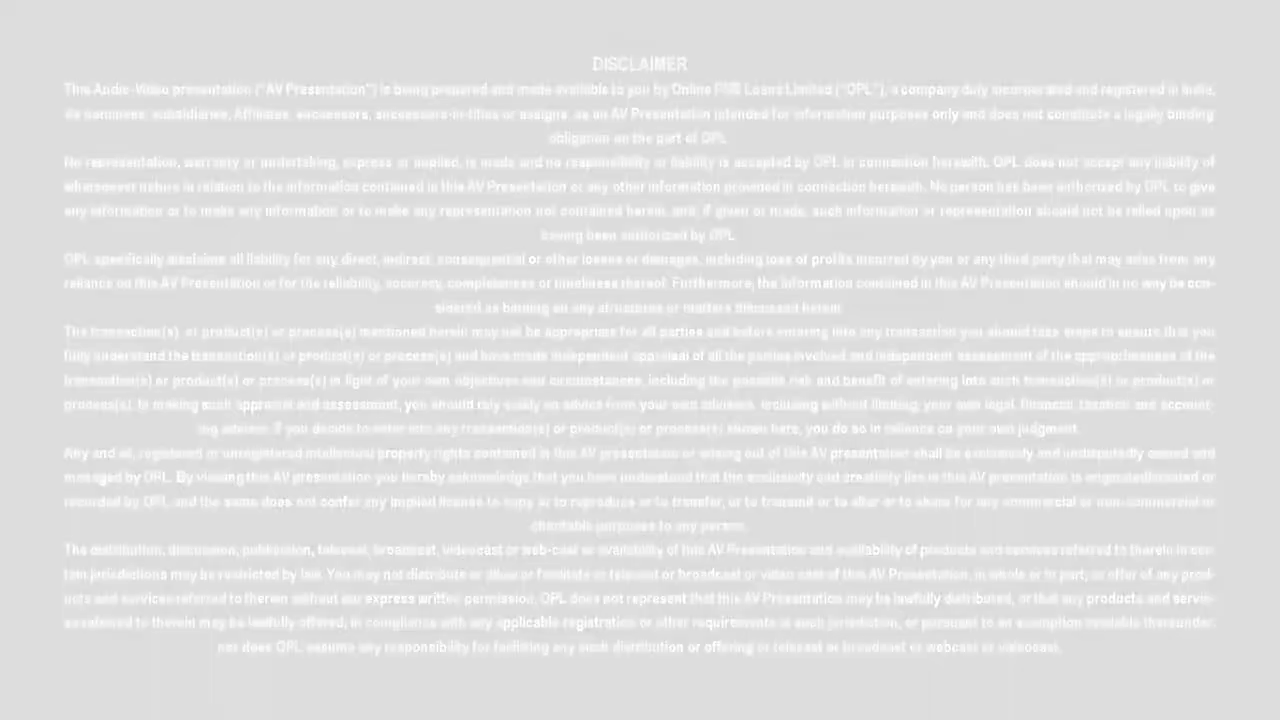 DISCLAIMER
This Audio-Video presentation ("AV Presentation") is being prepared and made available to you by Online PSB Loans Limited ("OPL"), a company duly incorporated and registered in India,
its nominees, subsidiaries, Affiliates, successors, successors-in-titles or assigns, as an AV Presentation intended for information purposes only and does not constitute a legally binding
obligation on the part of OPL.
No representation, warranty or undertaking, express or implied, is made and no responsibility or liability is accepted by OPL in connection herewith. OPL does not accept any liability of
whatsoever nature in relation to the information contained in this AV Presentation or any other information provided in connection herewith. No person has been authorized by OPL to give
any information or to make any information or to make any representation not contained herein, and, if given or made, such information or representation should not be relied upon as
having been authorized by OPL.
OPL specifically disclaims all liability for any direct, indirect, consequential or other losses or damages, including loss of profits incurred by you or any third party that may arise from any
reliance on this AV Presentation or for the reliability, accuracy, completeness or timeliness thereof. Furthermore, the information contained in this AV Presentation should in no way be con-
sidered as binding on any structures or matters discussed herein.
The transaction(s), or product(s) or process(es) mentioned herein may not be appropriate for all parties and before entering into any transaction you should take steps to ensure that you
fully understand the transaction(s) or product(s) or process(es) and have made independent appraisal of all the parties involved and independent assessment of the appropriateness of the
transaction(s) or product(s) or process(es) in light of your own objectives and circumstances, including the possible risk and benefit of entering into such transaction(s) or product(s) or
process(es). In making such appraisal and assessment, you should rely solely on advice from your own advisors, including without limiting, your own legal, financial, taxation and account-
ing advisor. If you decide to enter into any transaction(s) or product(s) or process(es) shown here, you do so in reliance on your own judgment.
Any and all, registered or unregistered intellectual property rights contained in this AV presentation or arising out of this AV presentation shall be exclusively and undisputedly owned and
managed by OPL. By viewing this AV presentation you thereby acknowledge that you have understood that the exclusivity and creativity lies in this AV presentation is originated/created or
recorded by OPL, and the same does not confer any implied license to copy or to reproduce or to transfer, or to transmit or to alter or to share for any commercial or non-commercial or
charitable purposes to any person.
The distribution, discussion, publication, telecast, broadcast, videocast or web-cast or availability of this AV Presentation and availability of products and services referred to therein in cer-
tain jurisdictions may be restricted by law. You may not distribute or allow or facilitate or telecast or broadcast or video cast of this AV Presentation, in whole or in part, or offer of any prod-
ucts and services referred to therein without our express written permission. OPL does not represent that this AV Presentation may be lawfully distributed, or that any products and servic-
es referred to therein may be lawfully offered, in compliance with any applicable registration or other requirements in such jurisdiction, or pursuant to an exemption available thereunder,
nor does OPL assume any responsibility for facilitating any such distribution or offering or telecast or broadcast or webcast or videocast.